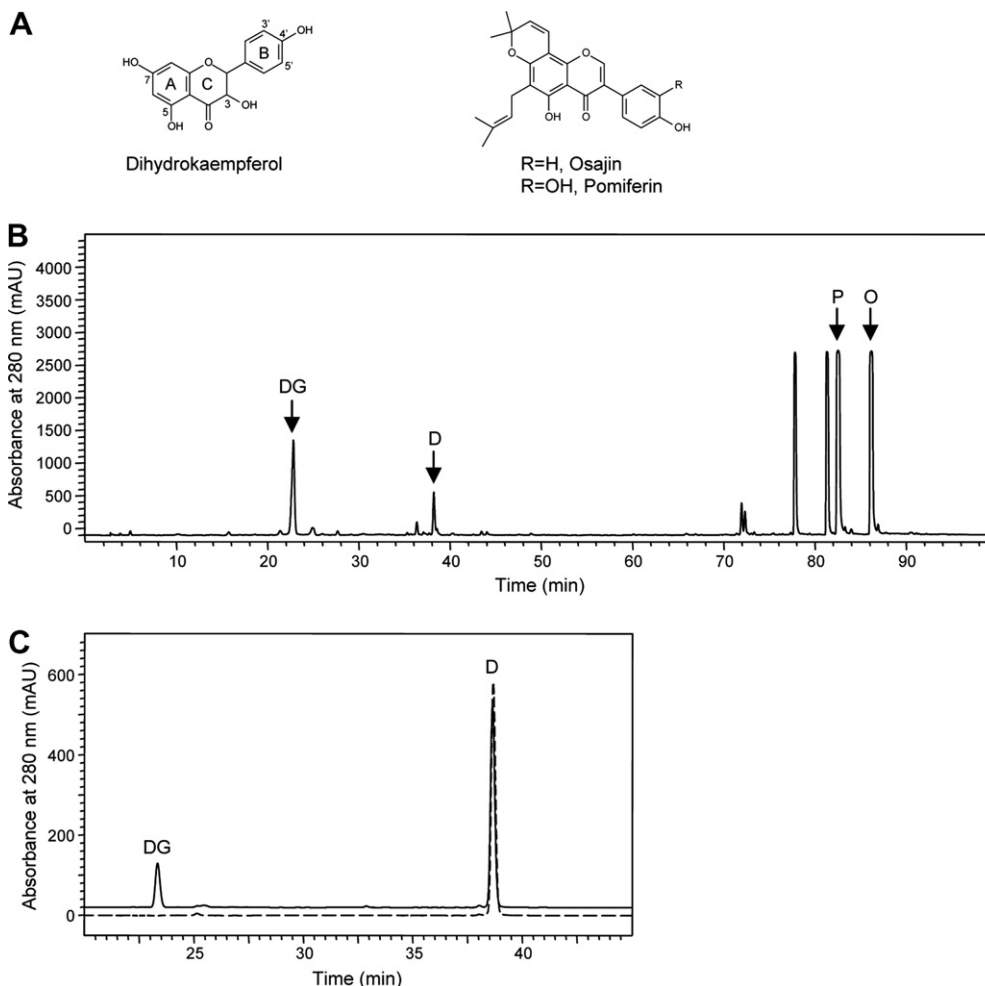 A
HO
7
5
OH
O
A
C
O
3
OH
3'
4'
OH
B
5'
Dihydrokaempferol
O
O
R
OH
O
OH
R=H, Osajin
R=OH, Pomiferin
B
Absorbance at 280 nm (mAU)
4000
3500
3000
2500
2000
1500
1000
500
0
DG
D
P
O
10 20 30 40 50 60 70 80 90
Time (min)
C
Absorbance at 280 nm (mAU)
600
400
200
0
DG
D
25 30 35 40
Time (min)